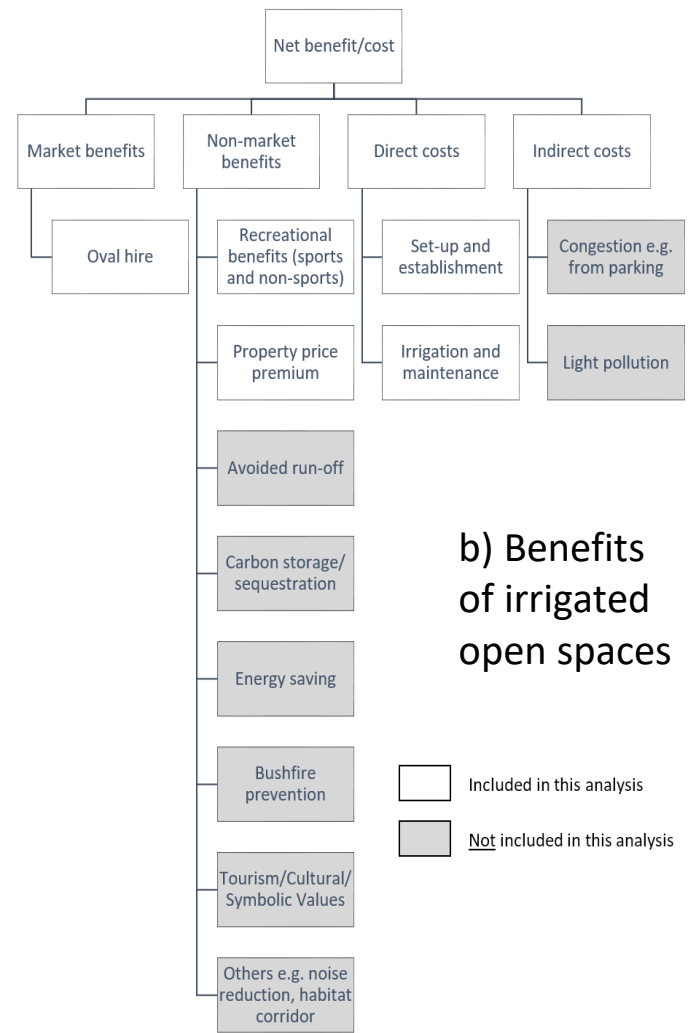 Net benefit/cost
Market benefits
Non-market
benefits
Direct costs
Indirect costs
Oval hire
Recreational
benefits (sports
and non-sports)
Set-up and
establishment
Congestion e.g.
from parking
Property price
premium
Irrigation and
maintenance
Light pollution
Avoided run-off
Carbon storage/
sequestration
Energy saving
Bushfire
prevention
Tourism/Cultural/
Symbolic Values
Others e.g. noise
reduction, habitat
corridor
b) Benefits
of irrigated
open spaces
Included in this analysis
Not included in this analysis